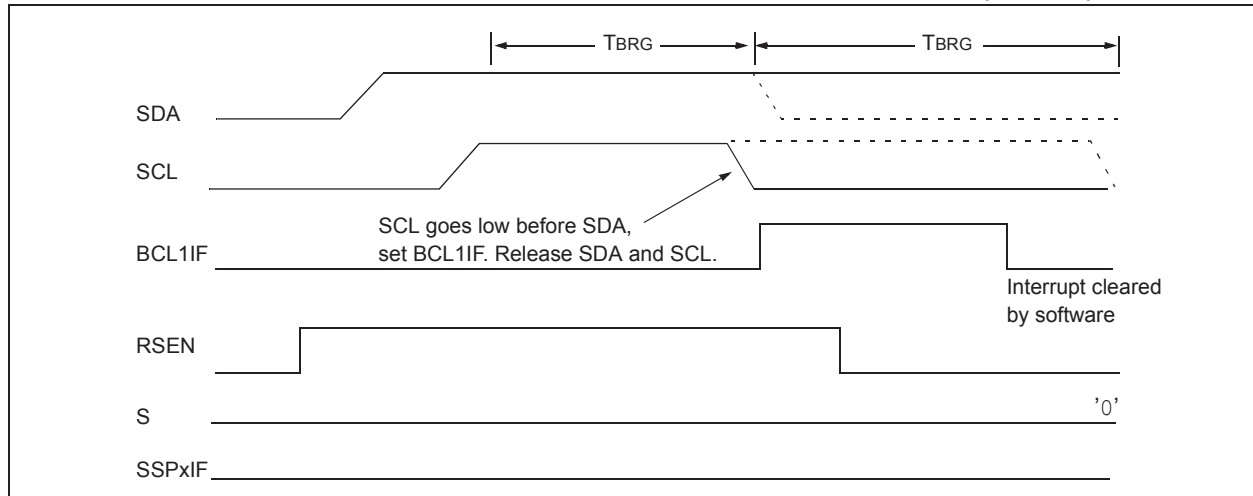 TBRG TBRG
SDA
SCL
SCL goes low before SDA,
set BCL1IF. Release SDA and SCL.
BCL1IF
Interrupt cleared
by software
RSEN
S '0'
SSPxIF